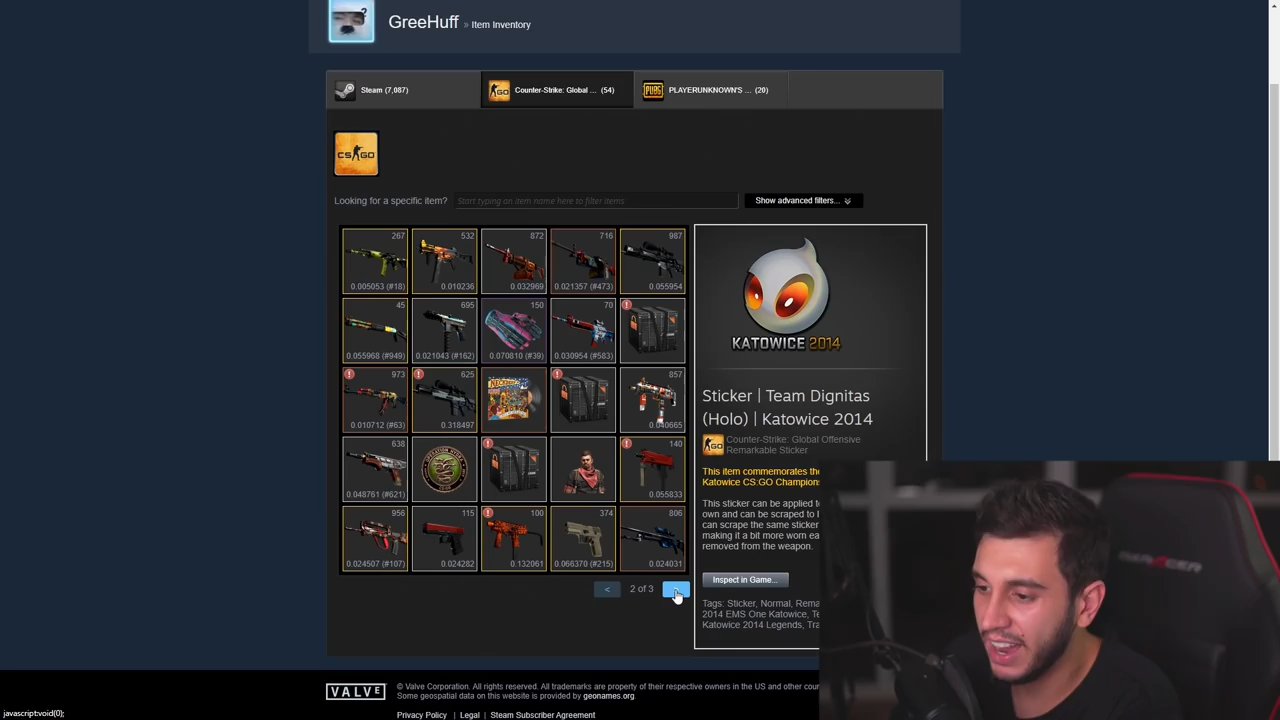 GreeHuff » Item Inventory
Steam (7,087)
Counter-Strike: Global ... (54)
PLAYERUNKNOWN'S ... (20)
CS GO
Looking for a specific item?
Start typing an item name here to filter items
Show advanced filters...
267
532
872
716
987
0.005053 (#18)
0.010236
0.032969
0.021357 (#473)
0.055954
45
695
150
70
0.055968 (#949)
0.021043 (#162)
0.070810 (#39)
0.030954 (#583)
973
625
857
0.010712 (#63)
0.318497
0.040665
638
140
0.048761 (#621)
0.055833
956
115
100
374
806
0.024507 (#107)
0.024282
0.132061
0.066370 (#215)
0.024031
<
2 of 3
KATOWICE 2014
Sticker | Team Dignitas
(Holo) | Katowice 2014
Counter-Strike: Global Offensive
Remarkable Sticker
This item commemorates the
Katowice CS:GO Champions
This sticker can be applied to
own and can be scraped to l
can scrape the same sticker
making it a bit more worn ea
removed from the weapon.
Inspect in Game...
Tags: Sticker, Normal, Rema
2014 EMS One Katowice, Te
Katowice 2014 Legends, Tra
VALVE
© Valve Corporation. All rights reserved. All trademarks are property of their respective owners in the US and other cour
Some geospatial data on this website is provided by geonames.org.
Privacy Policy | Legal | Steam Subscriber Agreement
javascript:void(0);